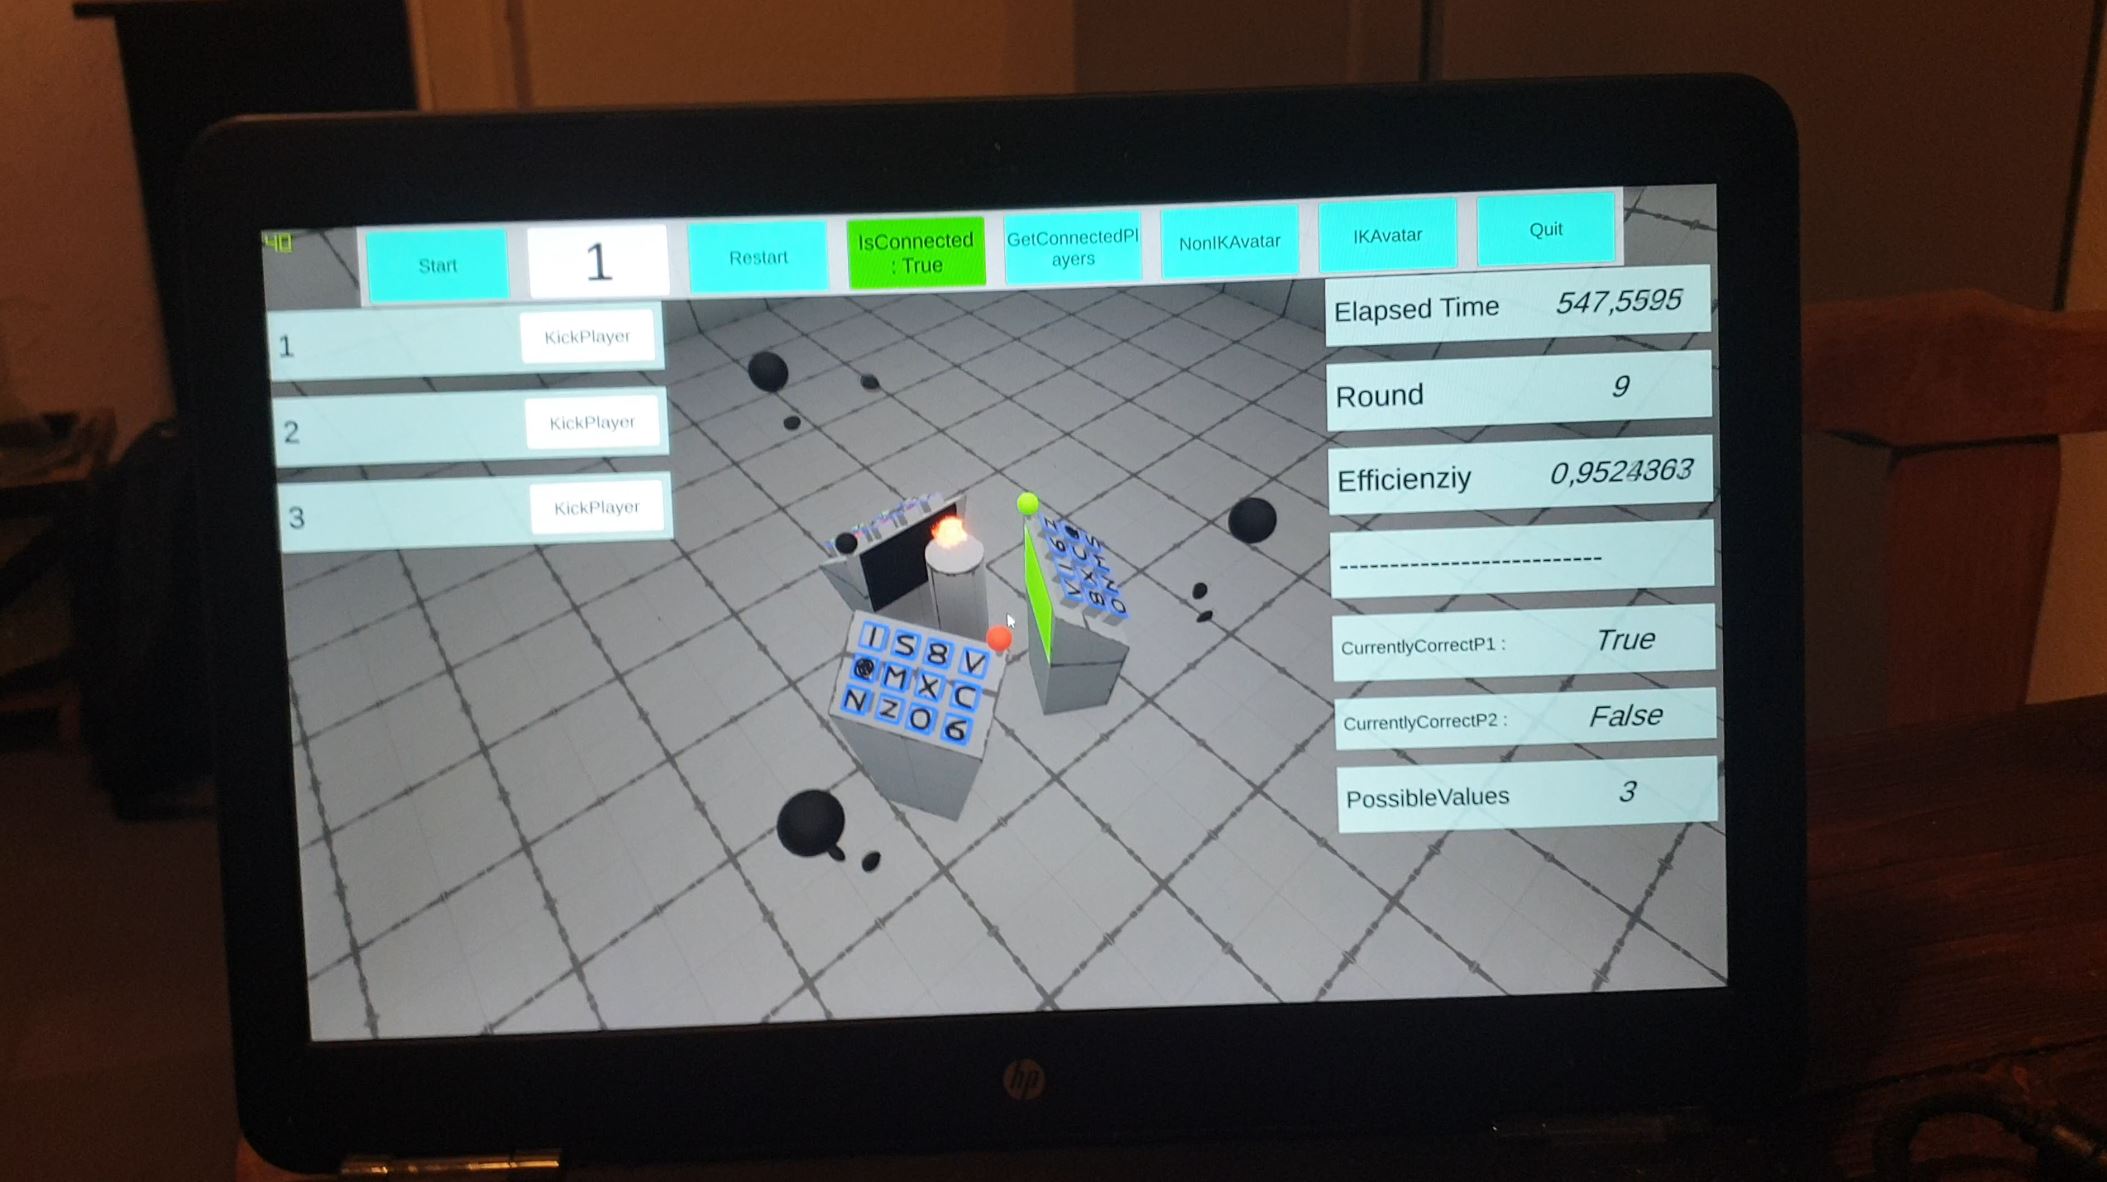 40
Start
1
Restart
IsConnected
: True
GetConnectedPl
ayers
NonIKAvatar
IKAvatar
Quit
1 KickPlayer
2 KickPlayer
3 KickPlayer
Elapsed Time 547,5595
Round 9
Efficienziy 0,9524363
--------------------------
CurrentlyCorrectP1 : True
CurrentlyCorrectP2 : False
PossibleValues 3
I S 8 V
@ M X C
N Z O 6
hp